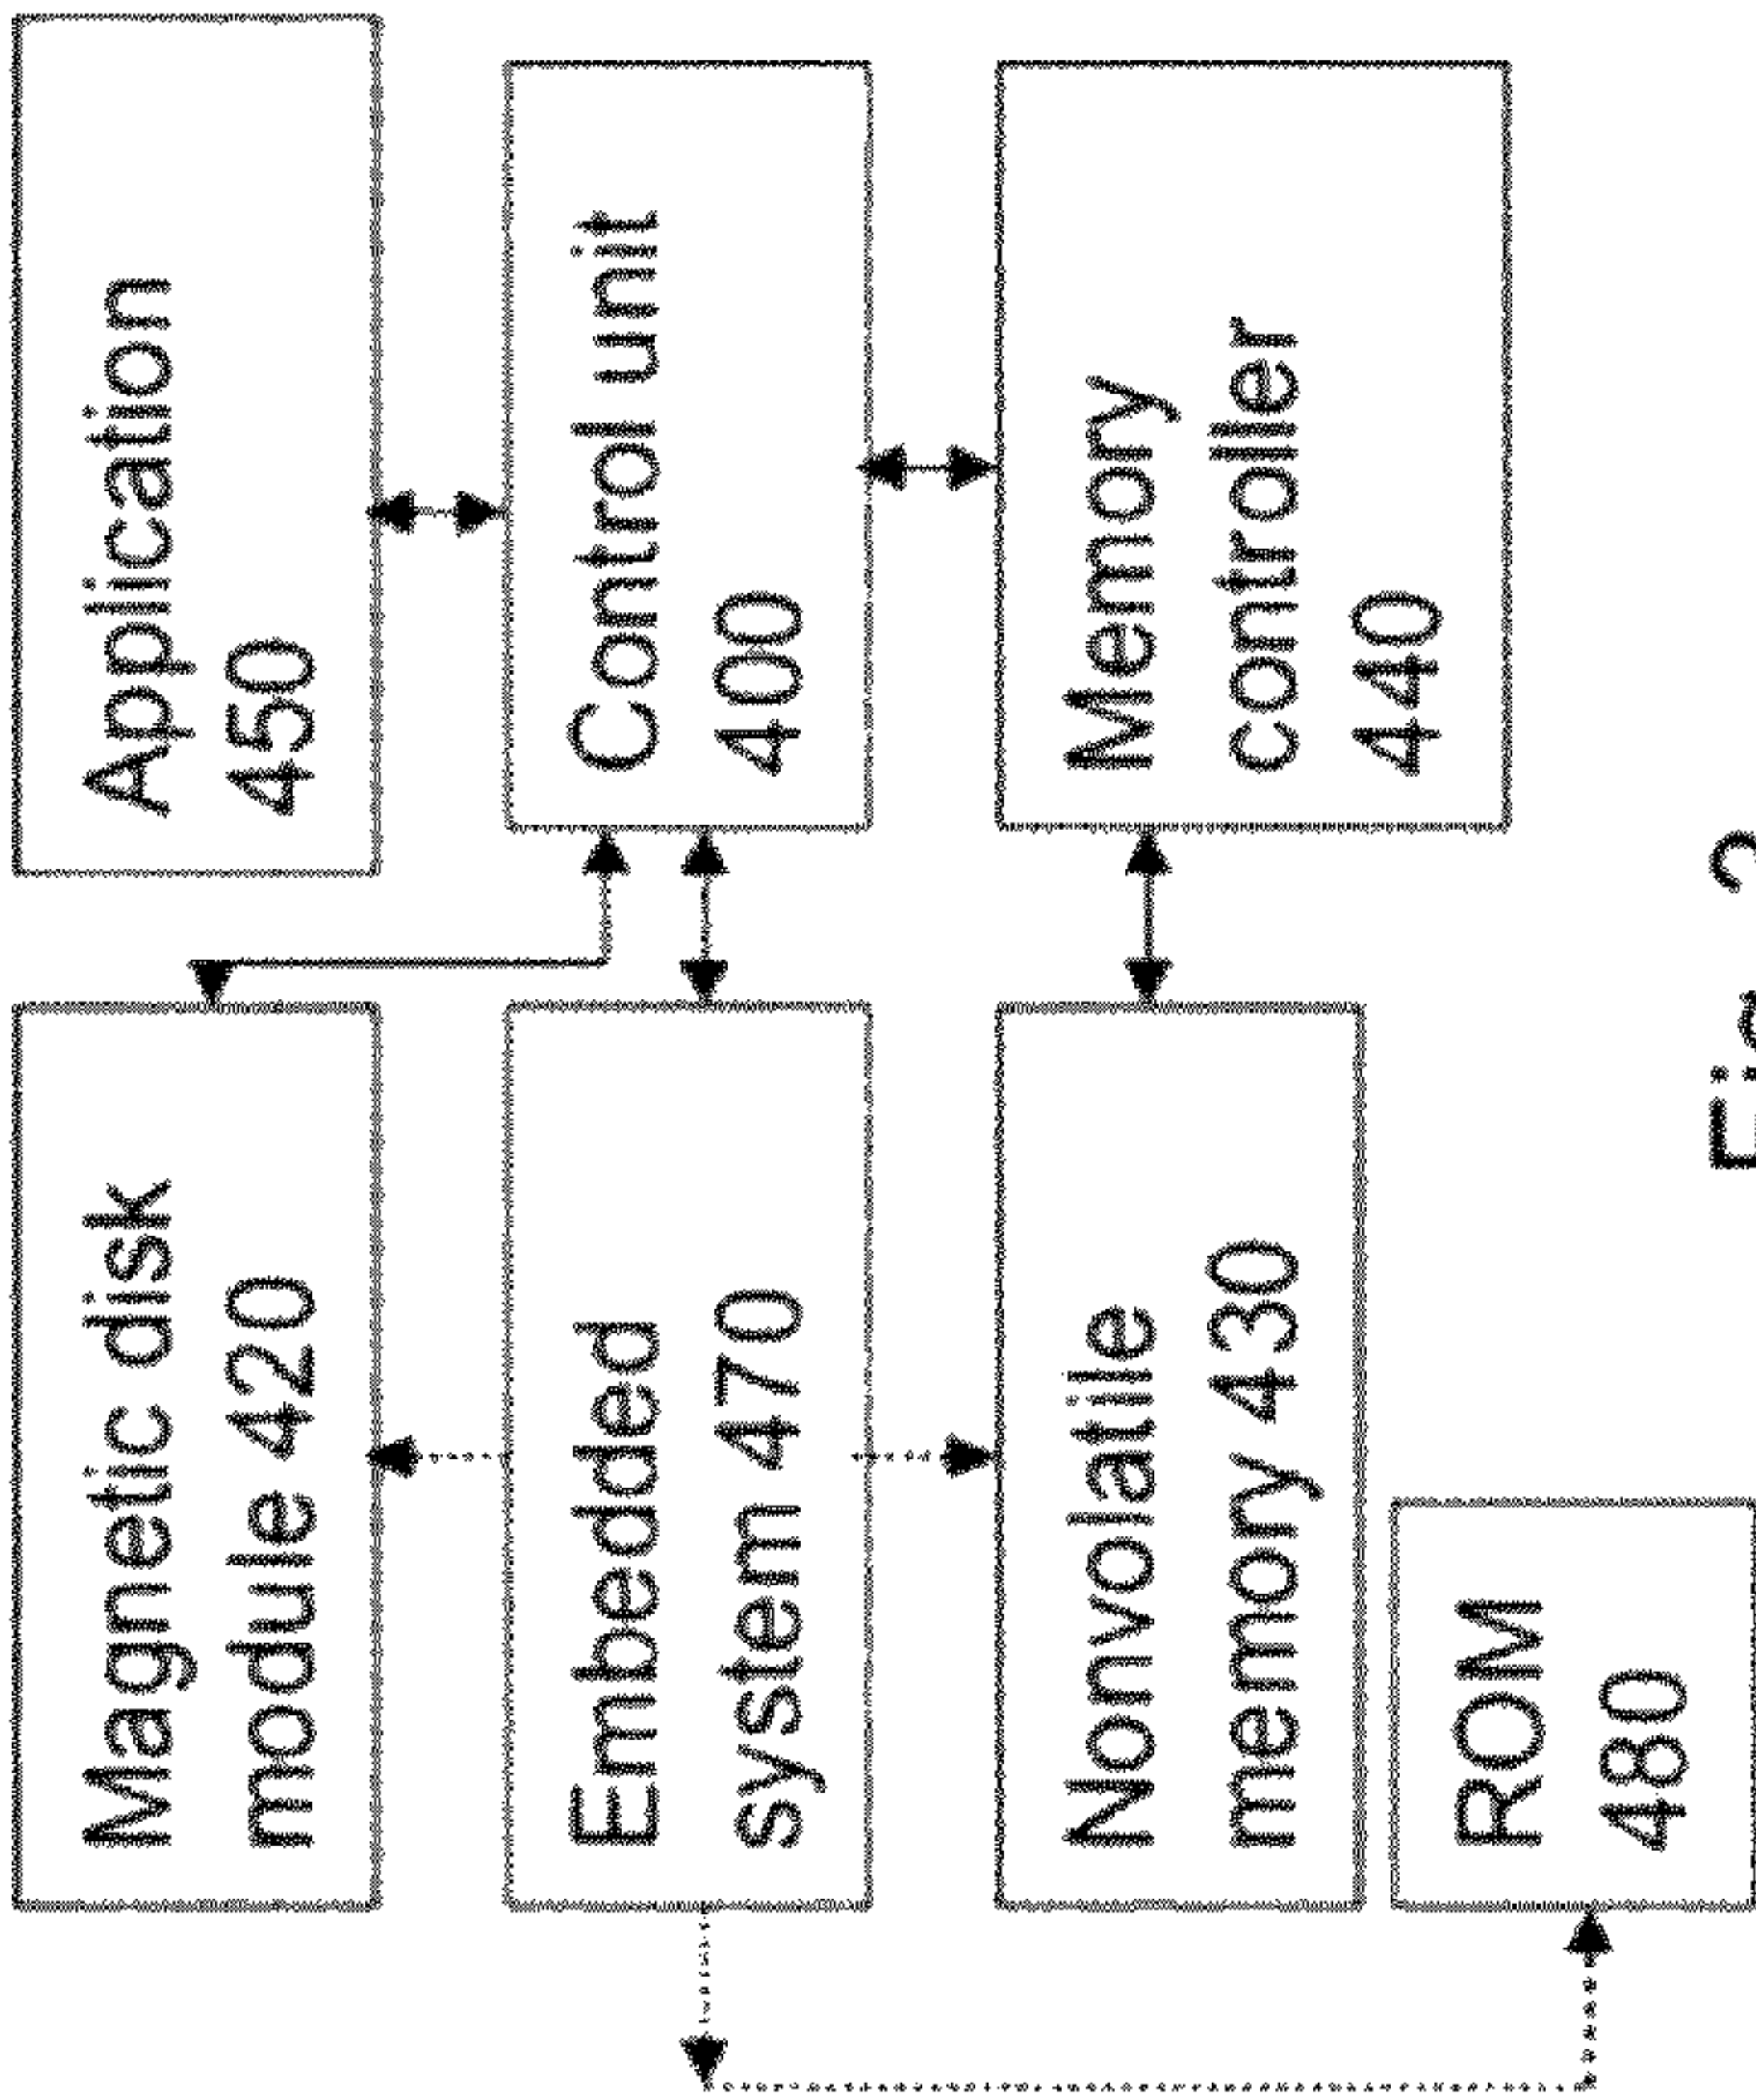 Magnetic disk
module 420
Application
450
Embedded
system 470
Control unit
400
Nonvolatile
memory 430
Memory
controller
440
ROM
480
Fig.